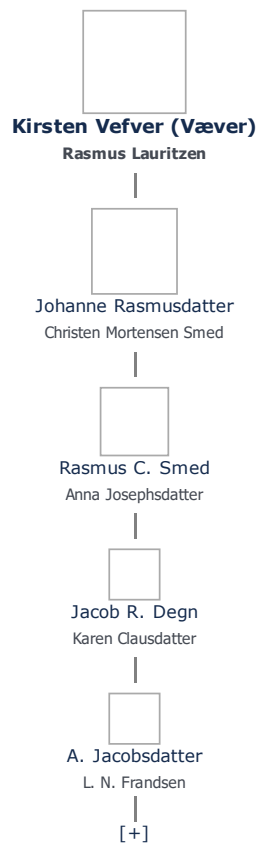 Kirsten Vefver (Væver)
Rasmus Lauritzen
Johanne Rasmusdatter
Christen Mortensen Smed
Rasmus C. Smed
Anna Josephsdatter
Jacob R. Degn
Karen Clausdatter
A. Jacobsdatter
L. N. Frandsen
[+]